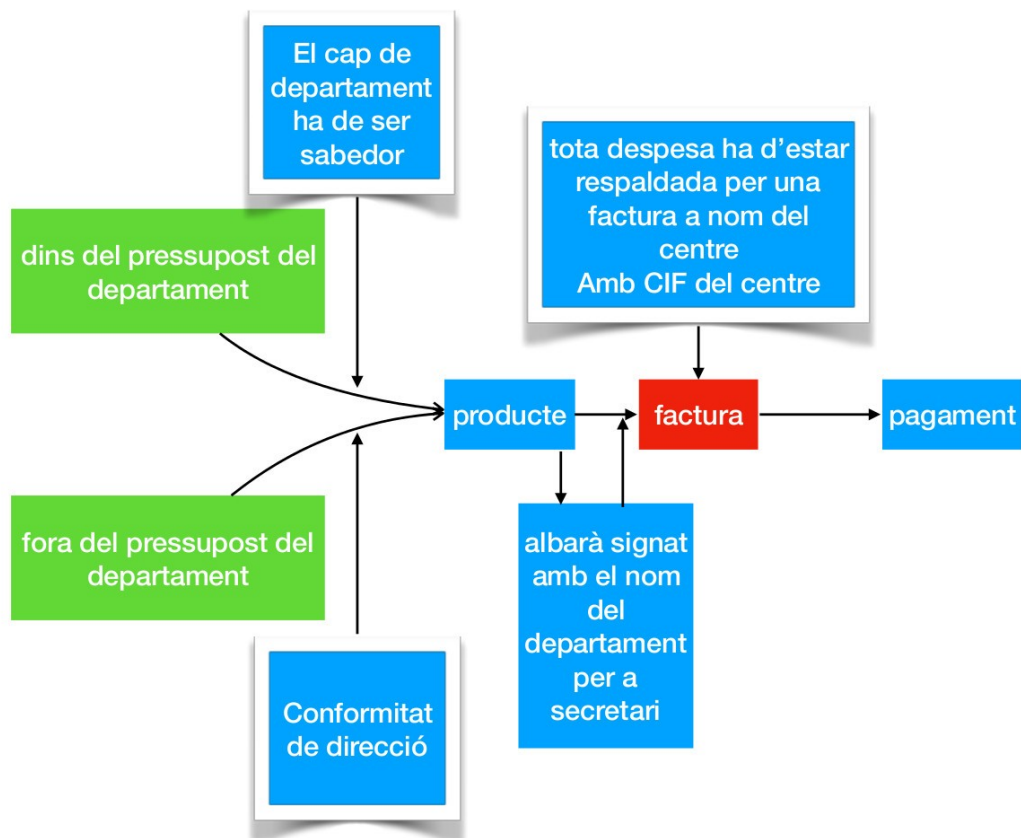 El cap de
departament
ha de ser
sabedor
tota despesa ha d’estar
respaldada per una
factura a nom del
centre
Amb CIF del centre
dins del pressupost del
departament
producte
factura
pagament
fora del pressupost del
departament
albarà signat
amb el nom
del
departament
per a
secretari
Conformitat
de direcció